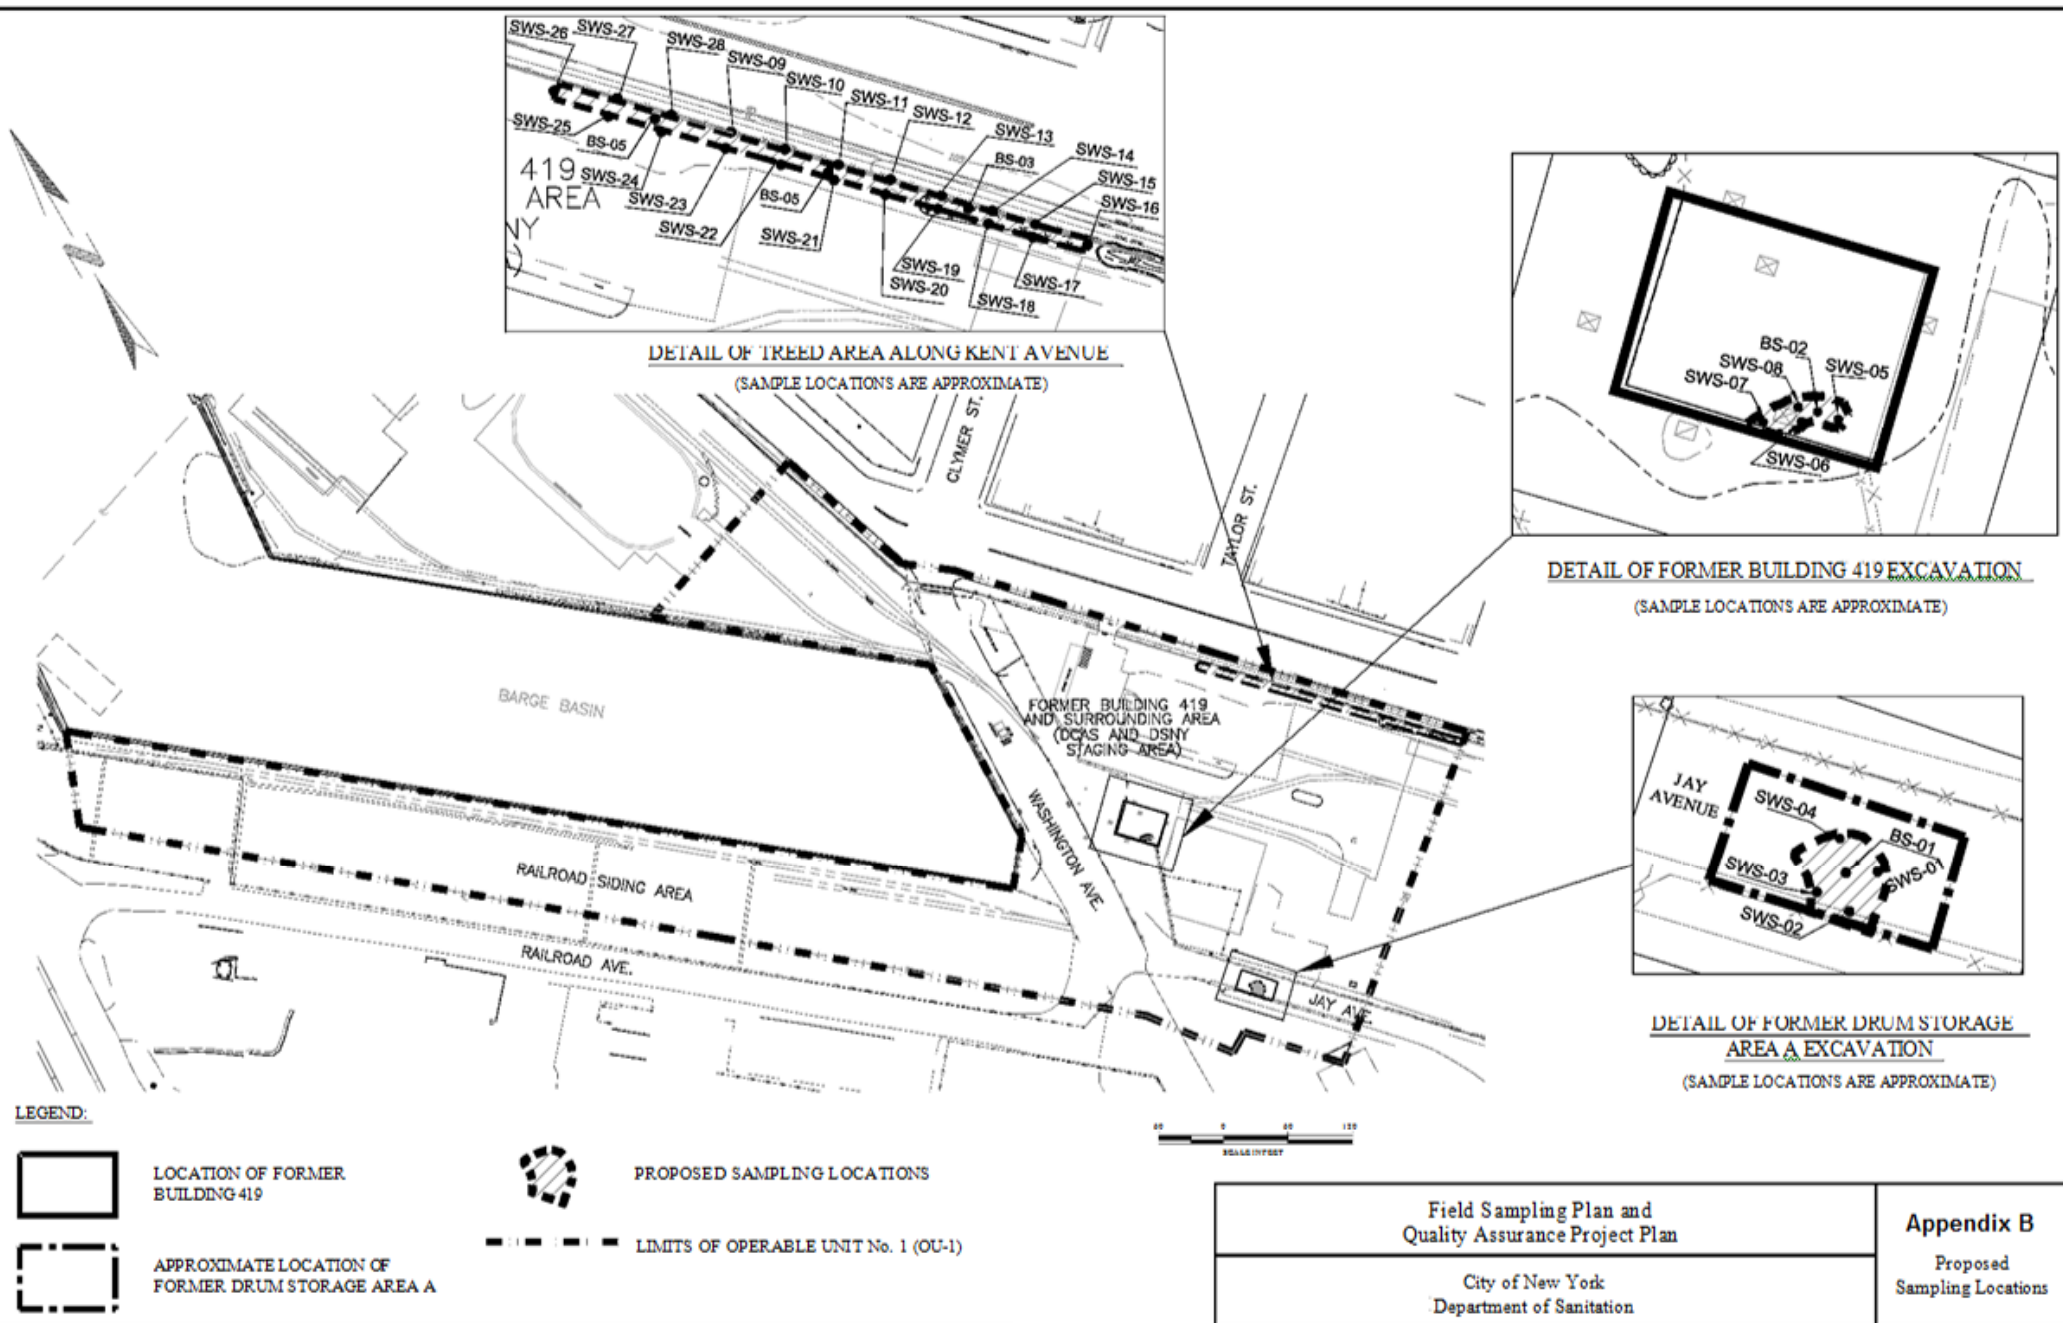 SWS-26
SWS-27
SWS-28
SWS-09
SWS-10
SWS-11
SWS-12
SWS-13
SWS-14
SWS-15
SWS-16
BS-03
SWS-25
BS-05
SWS-24
SWS-23
SWS-22
BS-05
SWS-21
SWS-19
SWS-20
SWS-18
SWS-17
419
AREA
NY
DETAIL OF TREED AREA ALONG KENT AVENUE
(SAMPLE LOCATIONS ARE APPROXIMATE)
BS-02
SWS-08
SWS-05
SWS-07
SWS-06
DETAIL OF FORMER BUILDING 419 EXCAVATION
(SAMPLE LOCATIONS ARE APPROXIMATE)
CLYMER ST.
TAYLOR ST.
BARGE BASIN
FORMER BUILDING 419
AND SURROUNDING AREA
(DCAS AND DSNY
STAGING AREA)
WASHINGTON AVE.
RAILROAD SIDING AREA
RAILROAD AVE.
JAY AVE.
JAY
AVENUE
SWS-04
BS-01
SWS-03
SWS-01
SWS-02
DETAIL OF FORMER DRUM STORAGE
AREA A EXCAVATION
(SAMPLE LOCATIONS ARE APPROXIMATE)
LEGEND:
LOCATION OF FORMER
BUILDING 419
APPROXIMATE LOCATION OF
FORMER DRUM STORAGE AREA A
PROPOSED SAMPLING LOCATIONS
LIMITS OF OPERABLE UNIT No. 1 (OU-1)
60 0 60 120
SCALE IN FEET
Field Sampling Plan and
Quality Assurance Project Plan
City of New York
Department of Sanitation
Appendix B
Proposed
Sampling Locations